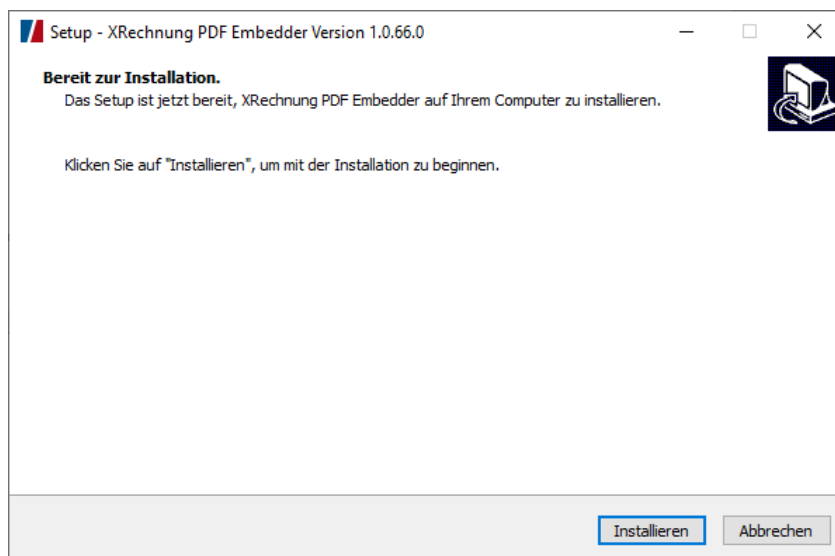 Setup - XRechnung PDF Embedder Version 1.0.66.0
Bereit zur Installation.
Das Setup ist jetzt bereit, XRechnung PDF Embedder auf Ihrem Computer zu installieren.
Klicken Sie auf "Installieren", um mit der Installation zu beginnen.
Installieren
Abbrechen